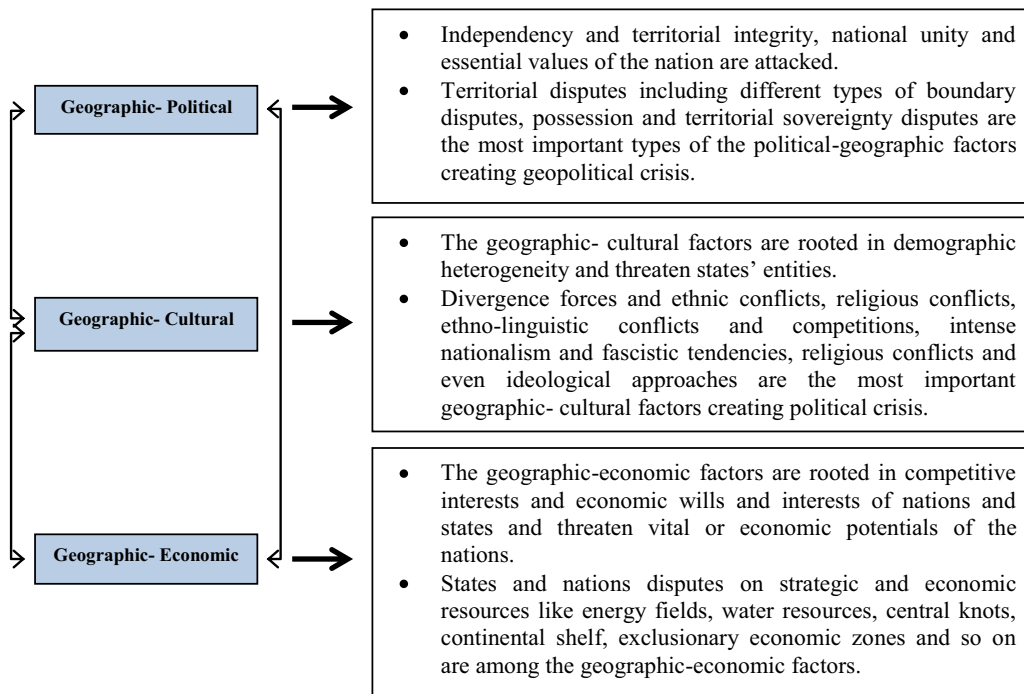 Geographic- Political
• Independency and territorial integrity, national unity and
essential values of the nation are attacked.
• Territorial disputes including different types of boundary
disputes, possession and territorial sovereignty disputes are
the most important types of the political-geographic factors
creating geopolitical crisis.
Geographic- Cultural
• The geographic- cultural factors are rooted in demographic
heterogeneity and threaten states’ entities.
• Divergence forces and ethnic conflicts, religious conflicts,
ethno-linguistic conflicts and competitions, intense
nationalism and fascistic tendencies, religious conflicts and
even ideological approaches are the most important
geographic- cultural factors creating political crisis.
Geographic- Economic
• The geographic-economic factors are rooted in competitive
interests and economic wills and interests of nations and
states and threaten vital or economic potentials of the
nations.
• States and nations disputes on strategic and economic
resources like energy fields, water resources, central knots,
continental shelf, exclusionary economic zones and so on
are among the geographic-economic factors.